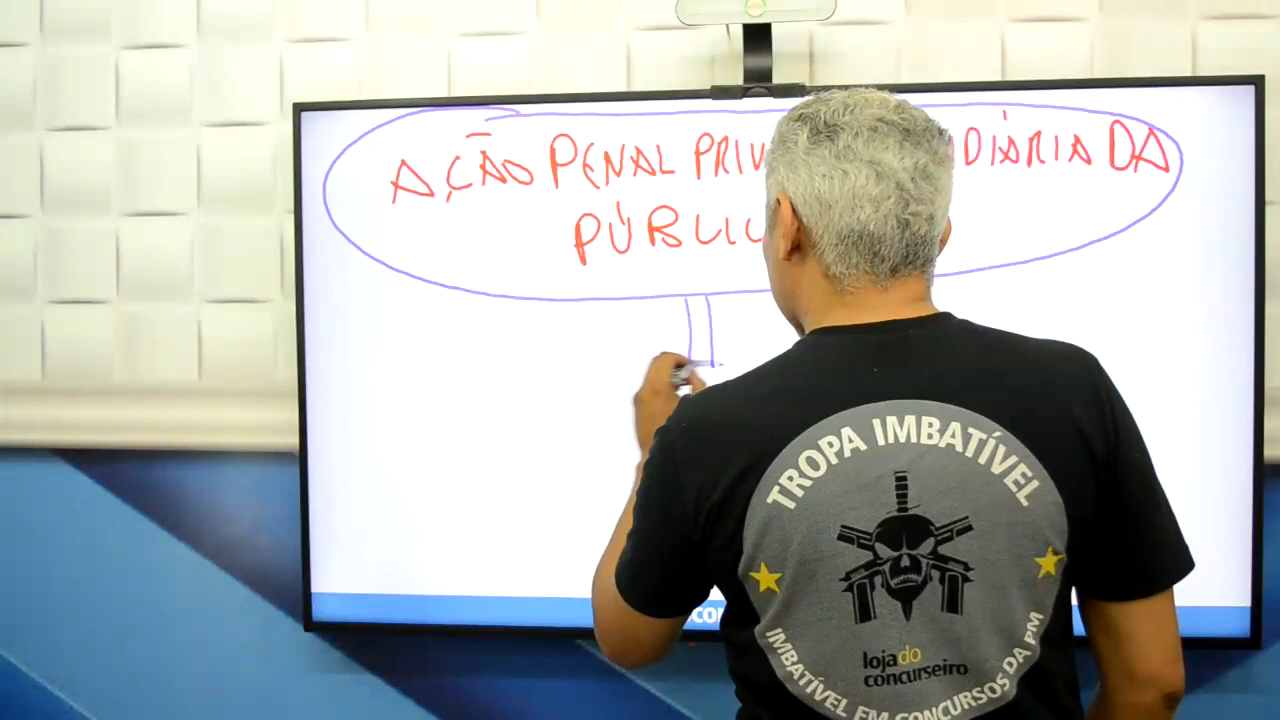 AÇÃO PENAL PRIV DIÁRIA DA
PÚBLIC
TROPA IMBATÍVEL
loja do
concurseiro
IMBATÍVEL EM CONCURSOS DA PM